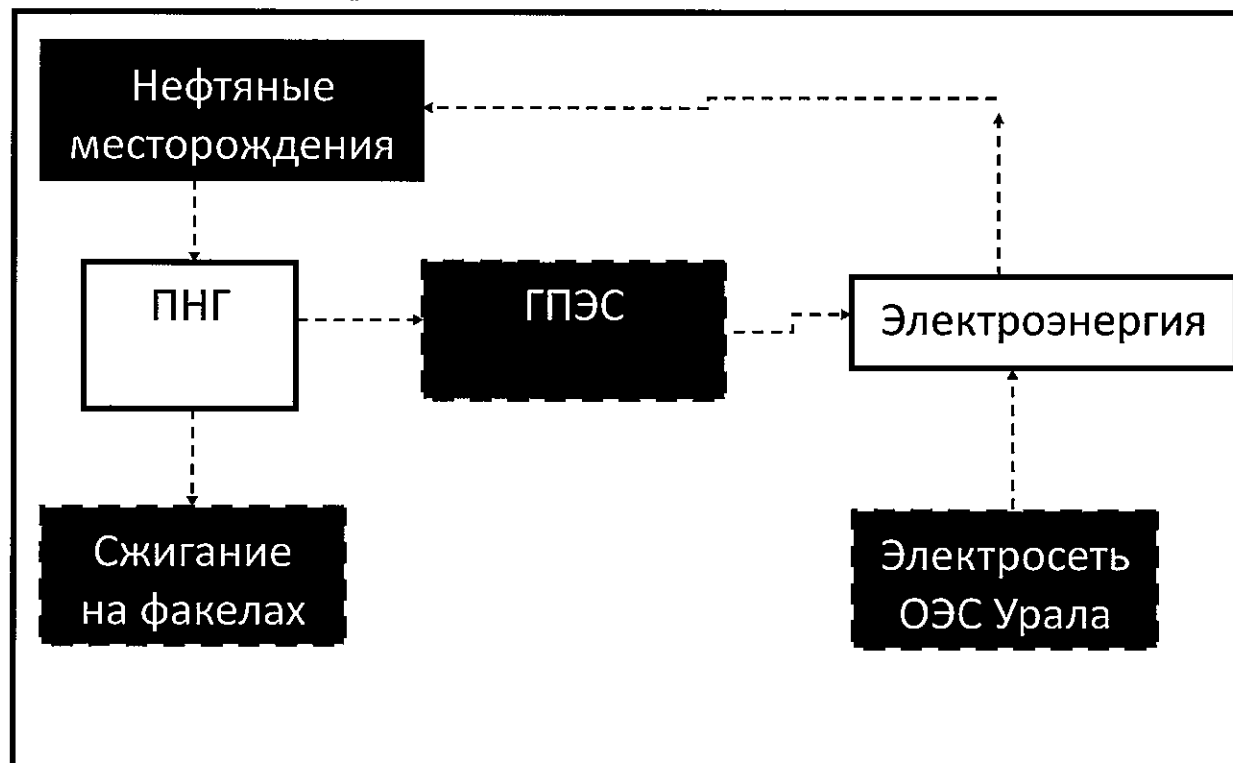 Нефтяные
месторождения
ПНГ
ГПЭС
Электроэнергия
Сжигание
на факелах
Электросеть
ОЭС Урала